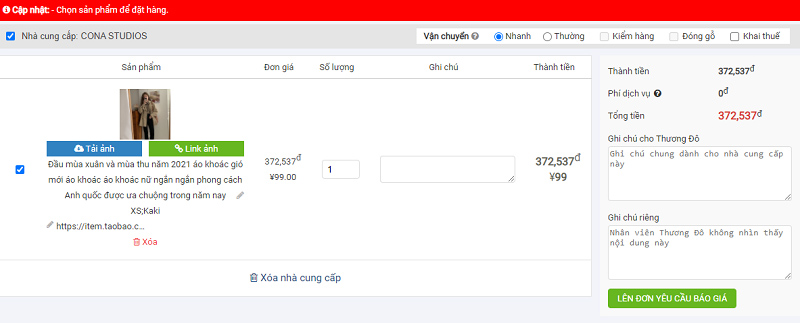 Cập nhật: - Chọn sản phẩm để đặt hàng.
Nhà cung cấp: CONA STUDIOS
Vận chuyển Nhanh Thường Kiểm hàng Đóng gỗ Khai thuế
Sản phẩm Đơn giá Số lượng Ghi chú Thành tiền
Tải ảnh Link ảnh
Đầu mùa xuân và mùa thu năm 2021 áo khoác gió
mới áo khoác áo khoác nữ ngắn ngắn phong cách
Anh quốc được ưa chuộng trong năm nay
XS;Kaki
https://item.taobao.c...
Xóa
372,537đ
¥99.00
1
372,537đ
¥99
Xóa nhà cung cấp
Thành tiền 372,537đ
Phí dịch vụ 0đ
Tổng tiền 372,537đ
Ghi chú cho Thương Đô
Ghi chú chung dành cho nhà cung cấp
này
Ghi chú riêng
Nhân viên Thương Đô không nhìn thấy
nội dung này
LÊN ĐƠN YÊU CẦU BÁO GIÁ